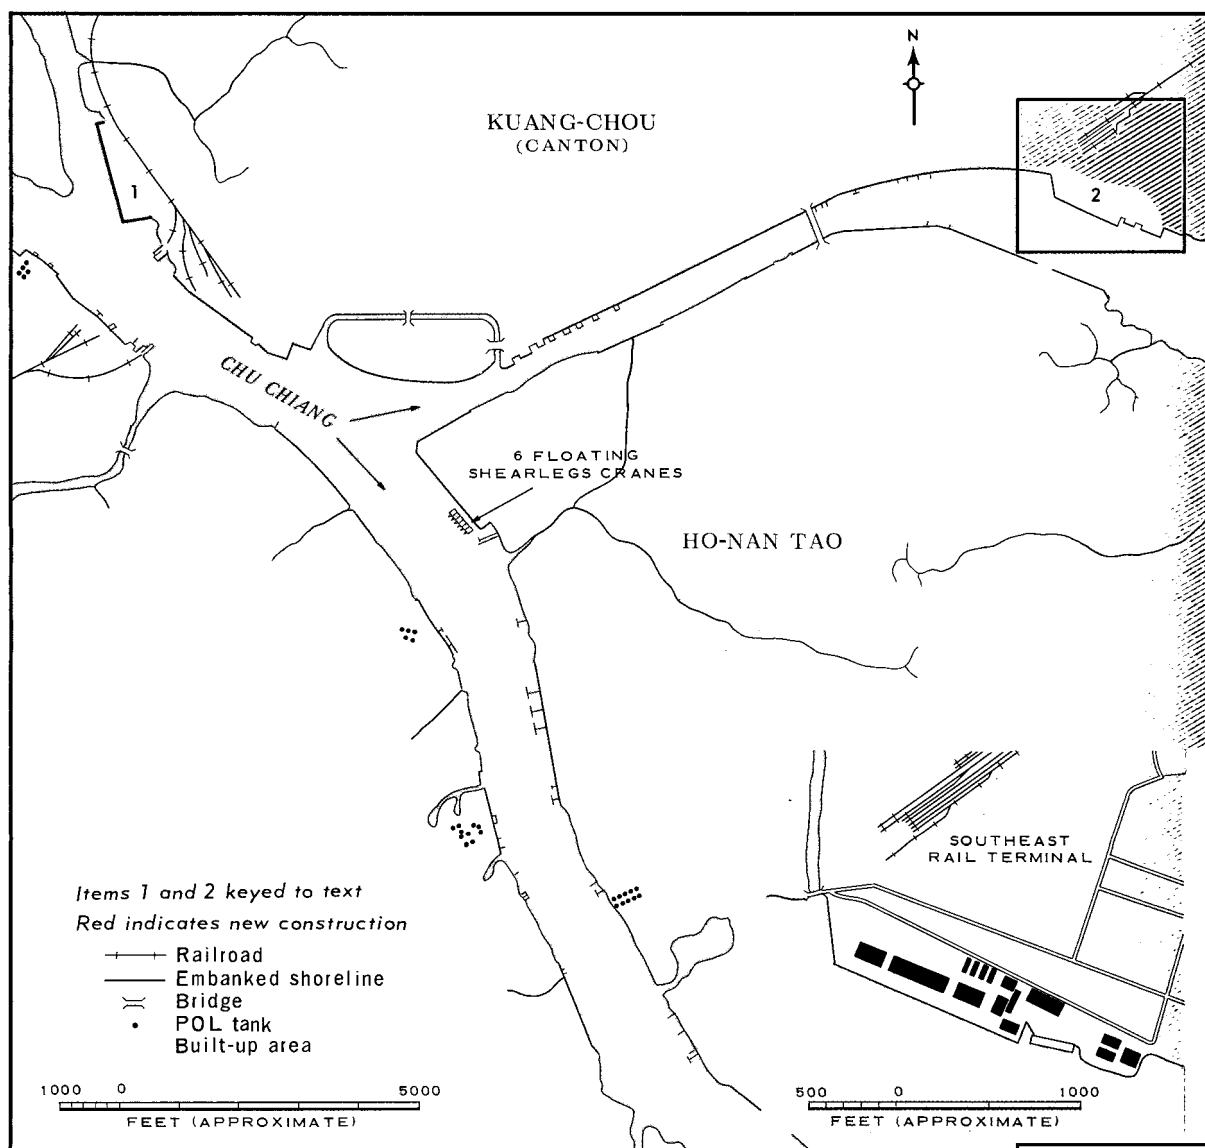 N
KUANG-CHOU
(CANTON)
1
2
CHU CHIANG
6 FLOATING
SHEARLEGS CRANES
HO-NAN TAO
SOUTHEAST
RAIL TERMINAL
Items 1 and 2 keyed to text
Red indicates new construction
Railroad
Embanked shoreline
Bridge
POL tank
Built-up area
1000 0 5000
FEET (APPROXIMATE)
500 0 1000
FEET (APPROXIMATE)